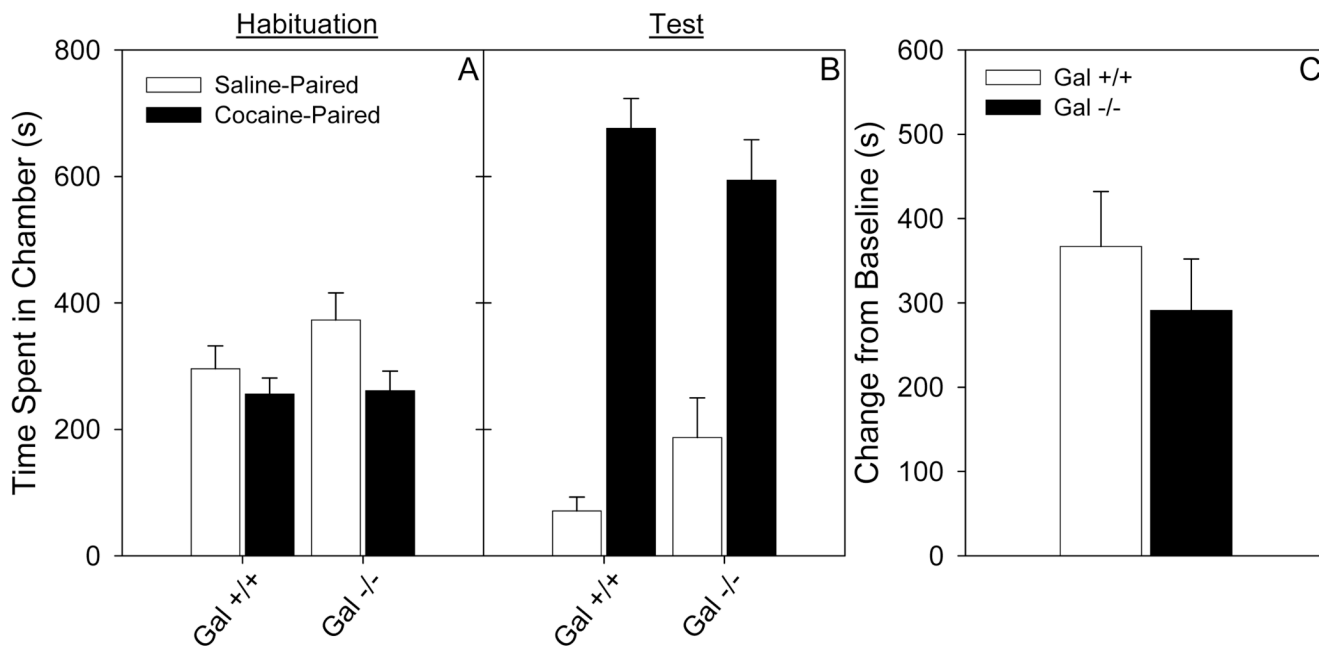 Habituation
Test
Time Spent in Chamber (s)
800
600
400
200
0
Saline-Paired
Cocaine-Paired
A
Gal +/+
Gal -/-
B
Gal +/+
Gal -/-
Change from Baseline (s)
600
500
400
300
200
100
0
Gal +/+
Gal -/-
C